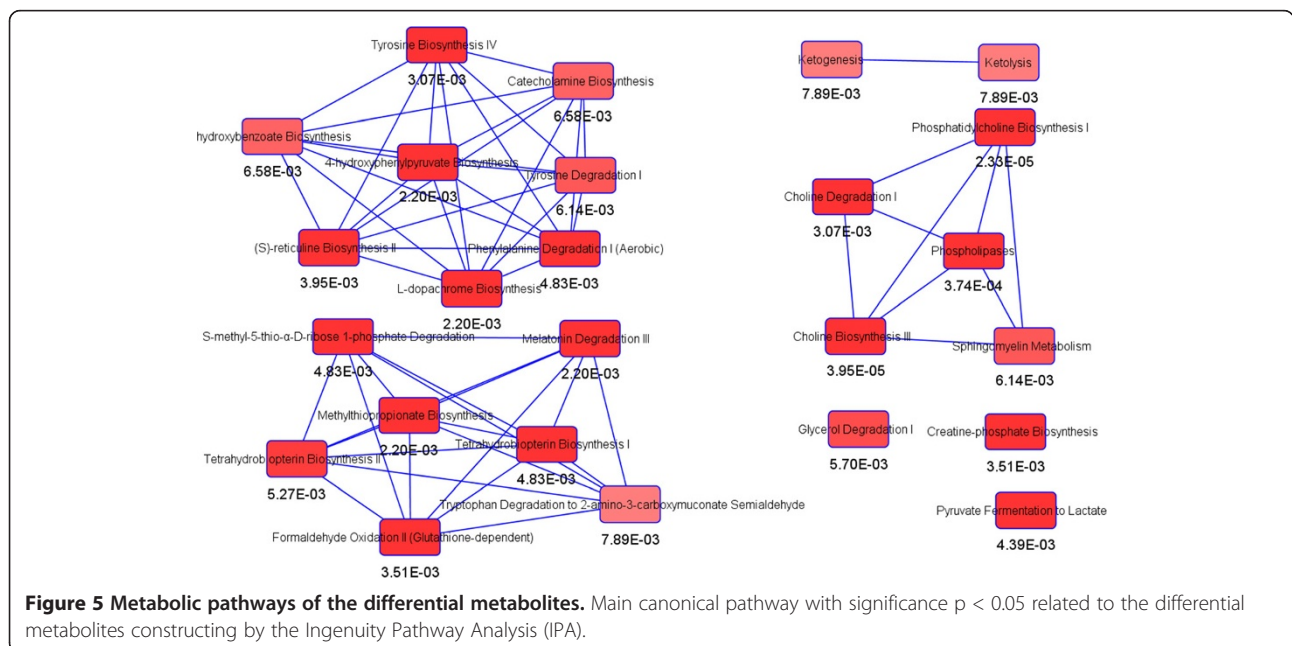 Tyrosine Biosynthesis IV
3.07E-03
Catecholamine Biosynthesis
6.58E-03
hydroxybenzoate Biosynthesis
6.58E-03
4-hydroxyphenylpyruvate Biosynthesis
2.20E-03
Tyrosine Degradation I
6.14E-03
(S)-reticuline Biosynthesis II
3.95E-03
Phenylalanine Degradation I (Aerobic)
4.83E-03
L-dopachrome Biosynthesis
2.20E-03
S-methyl-5-thio-α-D-ribose 1-phosphate Degradation
4.83E-03
Melatonin Degradation III
2.20E-03
Methylthiopropionate Biosynthesis
2.20E-03
Tetrahydrobiopterin Biosynthesis I
4.83E-03
Tetrahydrobiopterin Biosynthesis II
5.27E-03
Tryptophan Degradation to 2-amino-3-carboxymuconate Semialdehyde
7.89E-03
Formaldehyde Oxidation II (Glutathione-dependent)
3.51E-03
Ketogenesis
7.89E-03
Ketolysis
7.89E-03
Phosphatidylcholine Biosynthesis I
2.33E-05
Choline Degradation I
3.07E-03
Phospholipases
3.74E-04
Choline Biosynthesis III
3.95E-05
Sphingomyelin Metabolism
6.14E-03
Glycerol Degradation I
5.70E-03
Creatine-phosphate Biosynthesis
3.51E-03
Pyruvate Fermentation to Lactate
4.39E-03
Figure 5 Metabolic pathways of the differential metabolites. Main canonical pathway with significance p < 0.05 related to the differential
metabolites constructing by the Ingenuity Pathway Analysis (IPA).